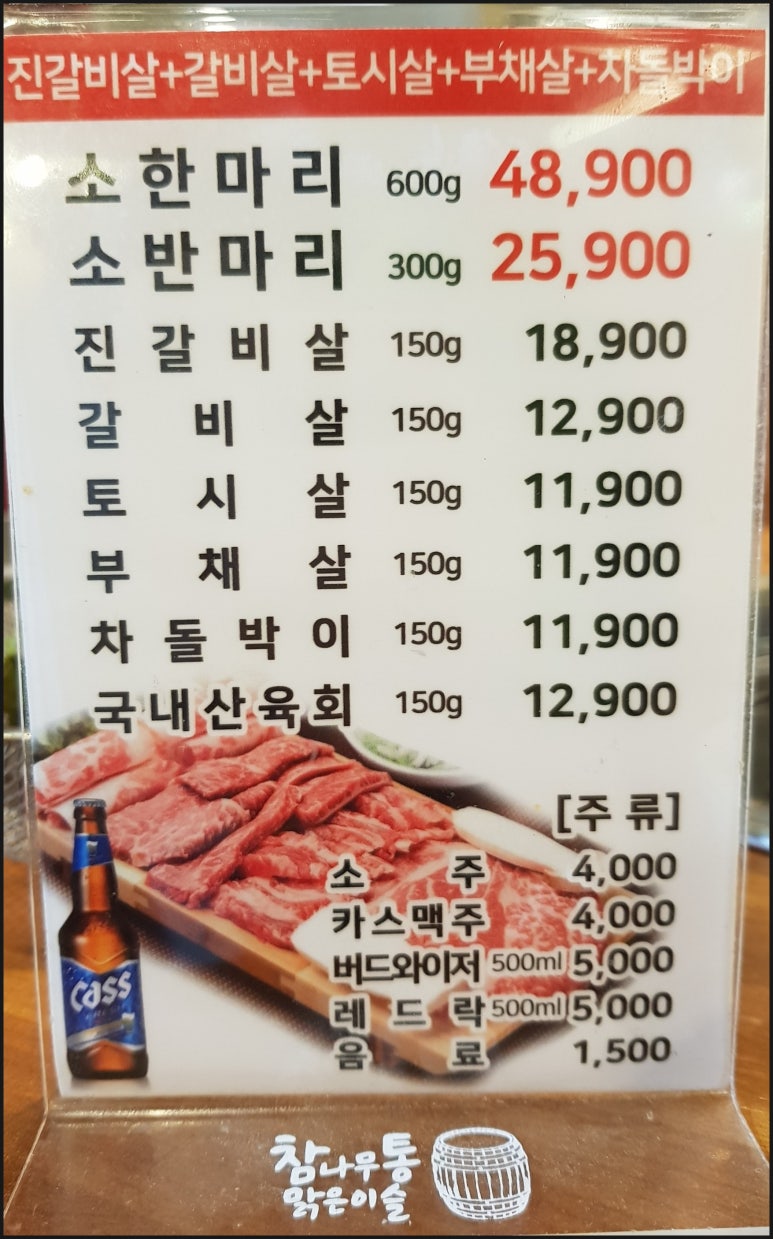 진갈비살+갈비살+토시살+부채살+차돌박이
소한마리 600g 48,900
소반마리 300g 25,900
진갈비살 150g 18,900
갈비살 150g 12,900
토시살 150g 11,900
부채살 150g 11,900
차돌박이 150g 11,900
국내산육회 150g 12,900
[주류]
소주 4,000
카스맥주 4,000
버드와이저 500ml 5,000
레드락 500ml 5,000
음료 1,500
Cass
참나무통
맑은이슬